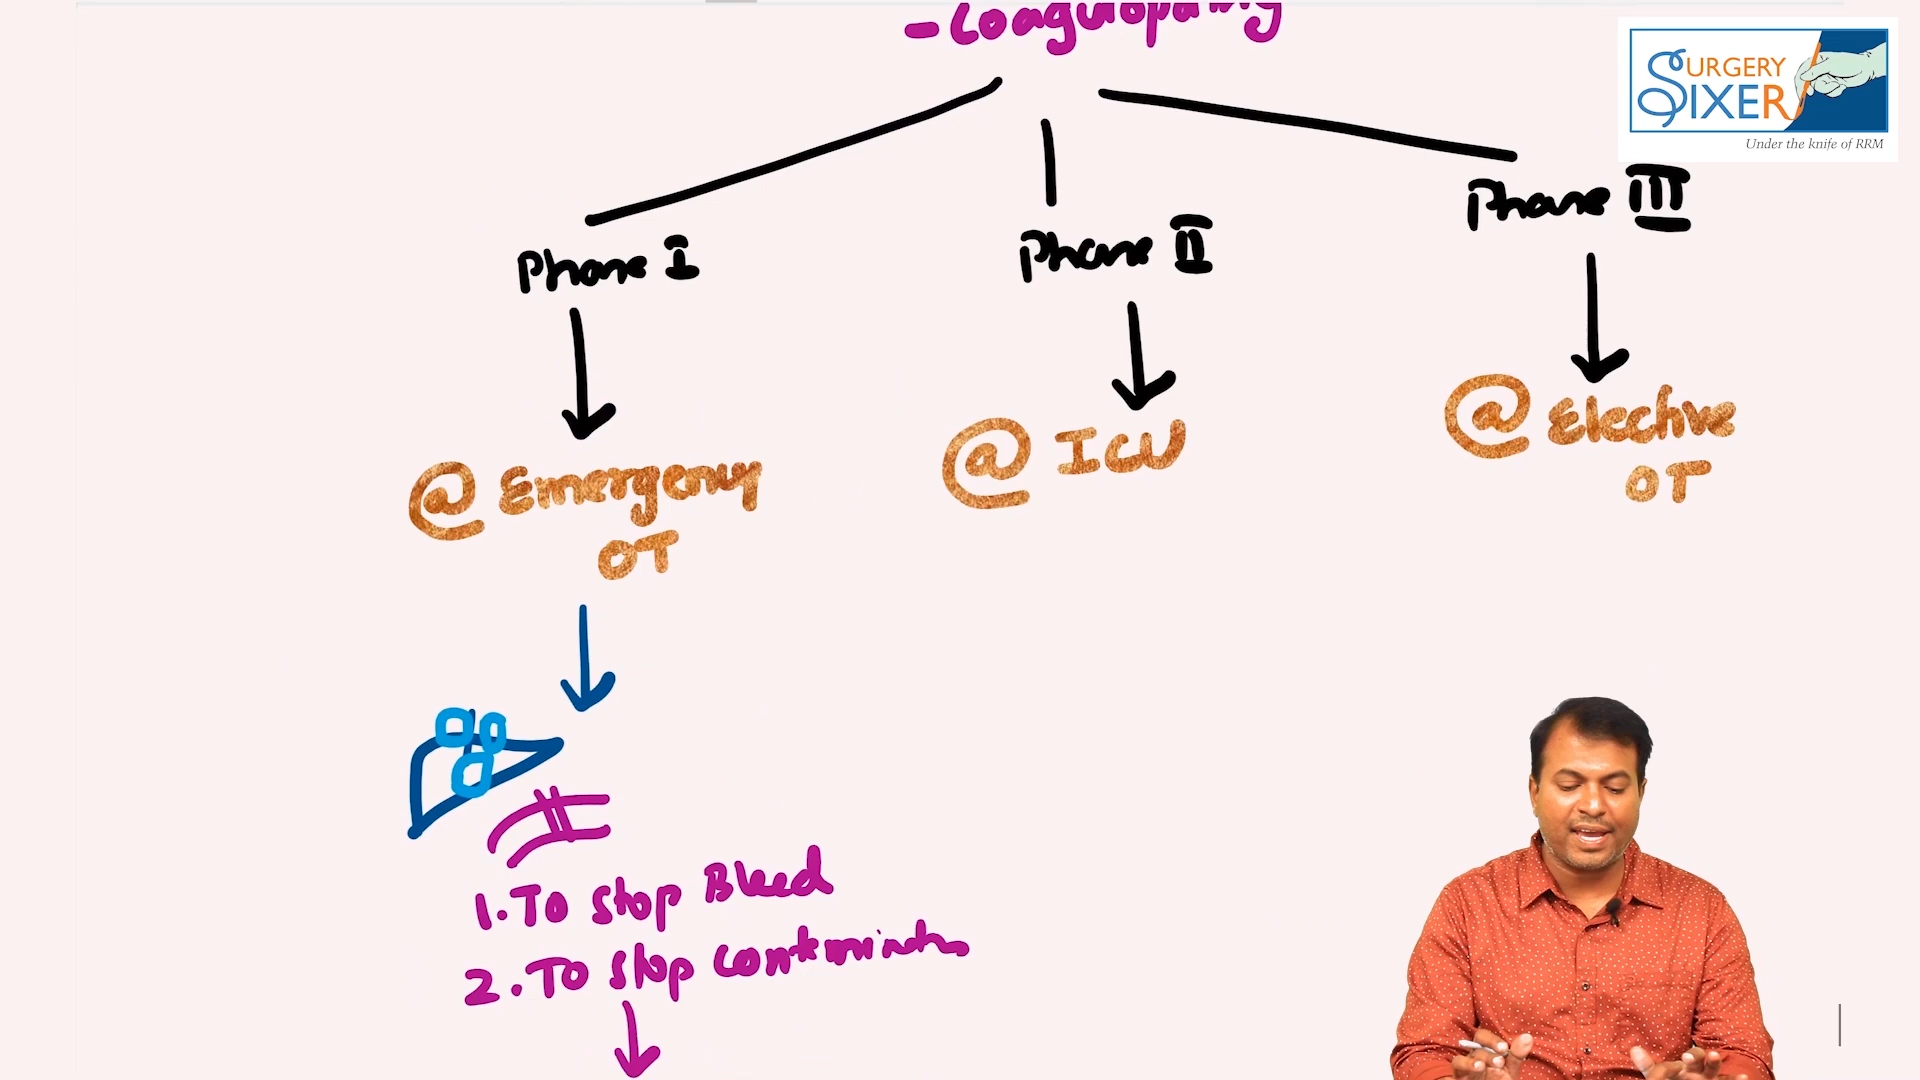 - Coagulopathy
SURGERY
SIXER
Under the knife of RRM
Phase I
Phase II
Phase III
@ Emergency
OT
@ ICU
@ Elective
OT
1. To stop Bleed
2. To stop